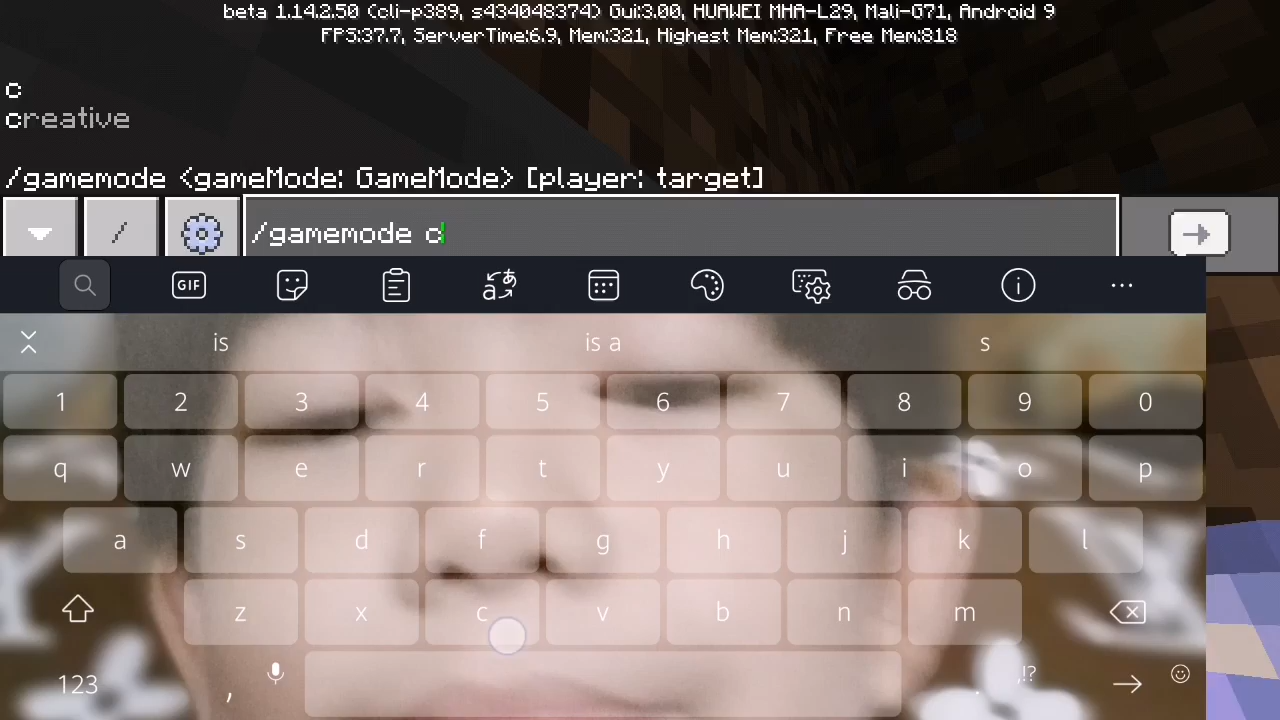 beta 1.14.2.50 (cli-p389, s434048374) Gui:3.00, HUAWEI MHA-L29, Mali-G71, Android 9
FPS:37.7, ServerTime:6.9, Mem:321, Highest Mem:321, Free Mem:818
c
creative
/gamemode <gameMode: GameMode> [player: target]
/ /gamemode c
GIF aあ
is is a s
1 2 3 4 5 6 7 8 9 0
q w e r t y u i o p
a s d f g h j k l
z x c v b n m
123 , . ,!?